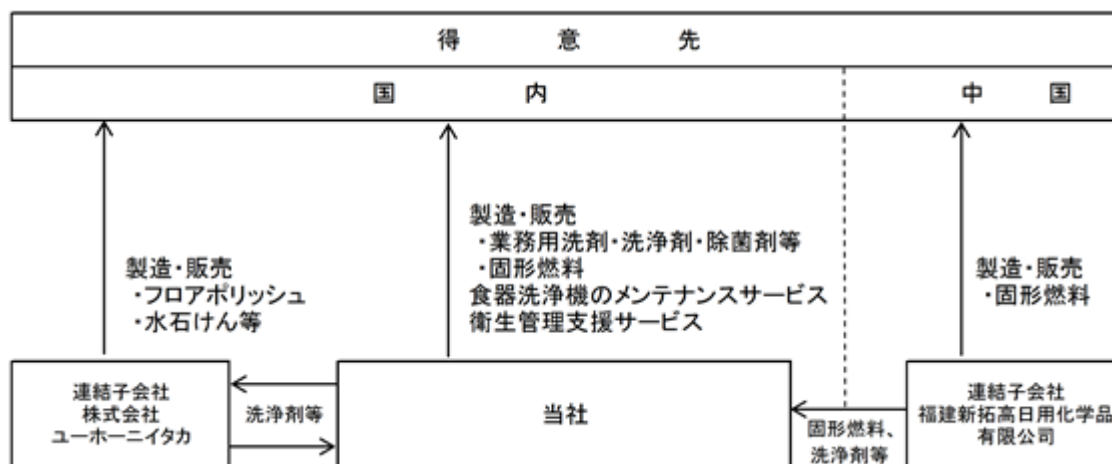 得意先
国内
中国
製造・販売
・フロアポリッシュ
・水石けん等
製造・販売
・業務用洗剤・洗浄剤・除菌剤等
・固形燃料
食器洗浄機のメンテナンスサービス
衛生管理支援サービス
製造・販売
・固形燃料
連結子会社
株式会社
ユーホーニイタカ
洗浄剤等
当社
固形燃料、
洗浄剤等
連結子会社
福建新拓高日用化学品
有限公司